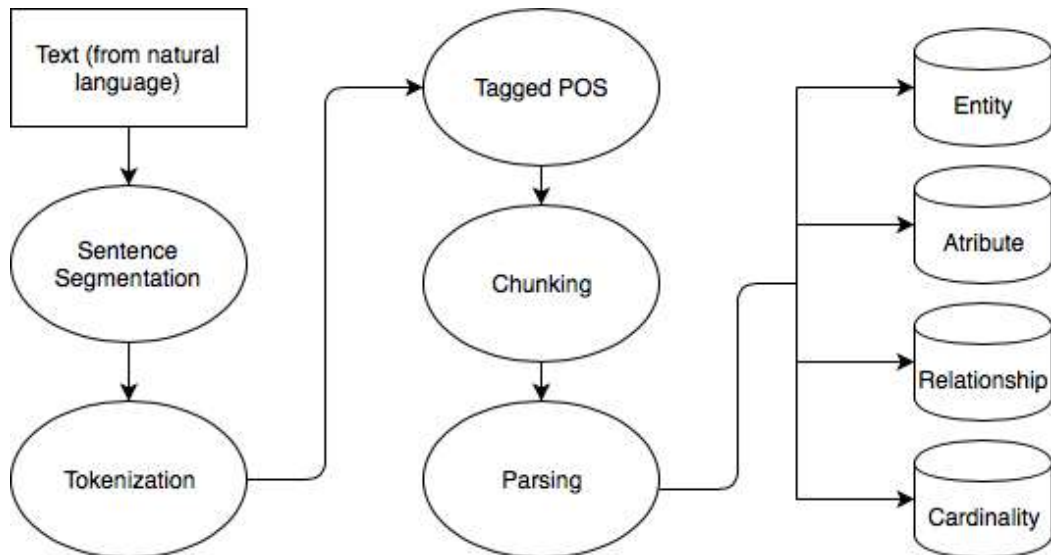 Text (from natural
language)
Sentence
Segmentation
Tokenization
Tagged POS
Chunking
Parsing
Entity
Atribute
Relationship
Cardinality